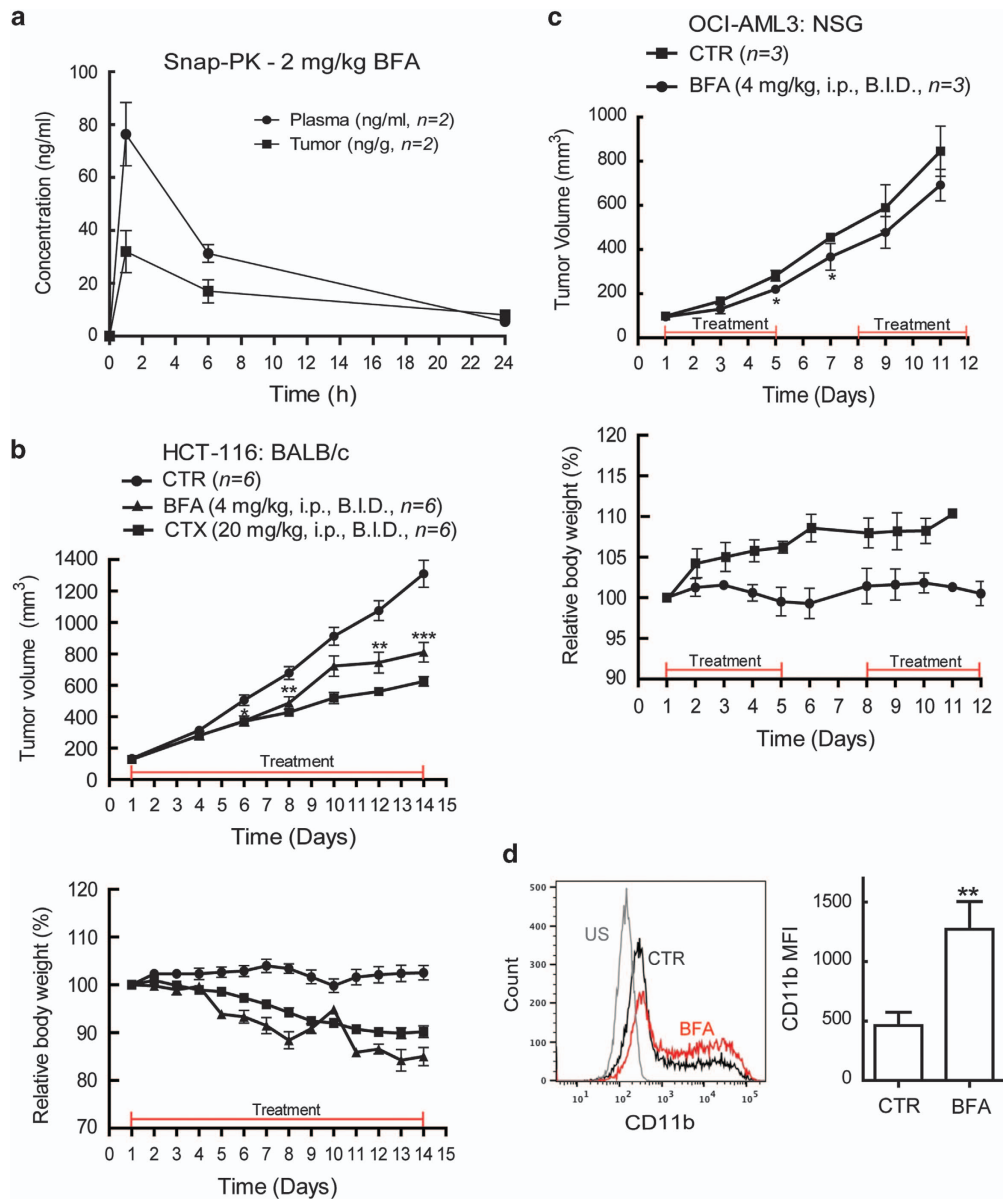 a
Snap-PK - 2 mg/kg BFA
Plasma (ng/ml, n=2)
Tumor (ng/g, n=2)
Concentration (ng/ml)
100
80
60
40
20
0
0 2 4 6 8 10 12 14 16 18 20 22 24
Time (h)
b
HCT-116: BALB/c
CTR (n=6)
BFA (4 mg/kg, i.p., B.I.D., n=6)
CTX (20 mg/kg, i.p., B.I.D., n=6)
Tumor volume (mm3)
1400
1200
1000
800
600
400
200
0
* ** ** ***
Treatment
0 1 2 3 4 5 6 7 8 9 10 11 12 13 14 15
Time (Days)
Relative body weight (%)
120
110
100
90
80
70
Treatment
0 1 2 3 4 5 6 7 8 9 10 11 12 13 14 15
Time (Days)
c
OCI-AML3: NSG
CTR (n=3)
BFA (4 mg/kg, i.p., B.I.D., n=3)
Tumor Volume (mm3)
1000
800
600
400
200
0
* *
Treatment Treatment
0 1 2 3 4 5 6 7 8 9 10 11 12
Time (Days)
Relative body weight (%)
120
115
110
105
100
95
90
Treatment Treatment
0 1 2 3 4 5 6 7 8 9 10 11 12
Time (Days)
d
Count
500
400
300
200
100
0
US
CTR
BFA
101 102 103 104 105
CD11b
CD11b MFI
1500
1000
500
0
**
CTR BFA